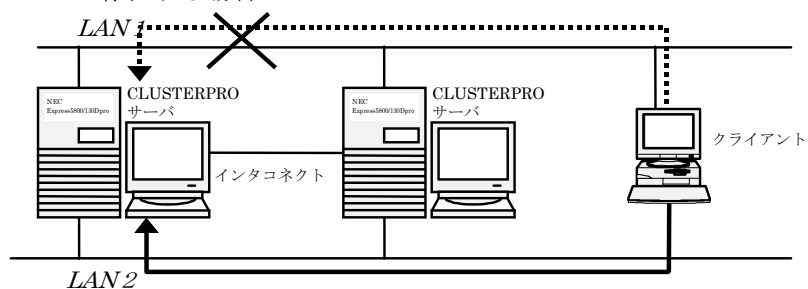 LAN 1
NEC
Express5800/130Dpro
CLUSTERPRO
サーバ
NEC
Express5800/130Dpro
CLUSTERPRO
サーバ
クライアント
インタコネクト
LAN 2